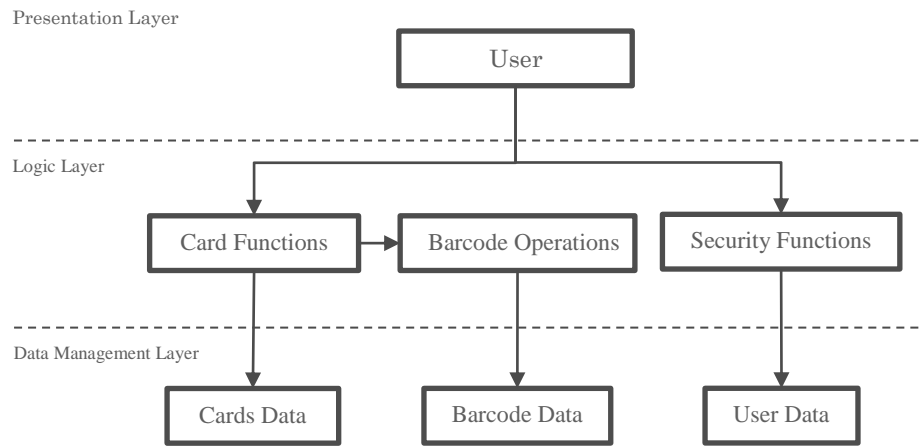 Presentation Layer
User
Logic Layer
Card Functions
Barcode Operations
Security Functions
Data Management Layer
Cards Data
Barcode Data
User Data